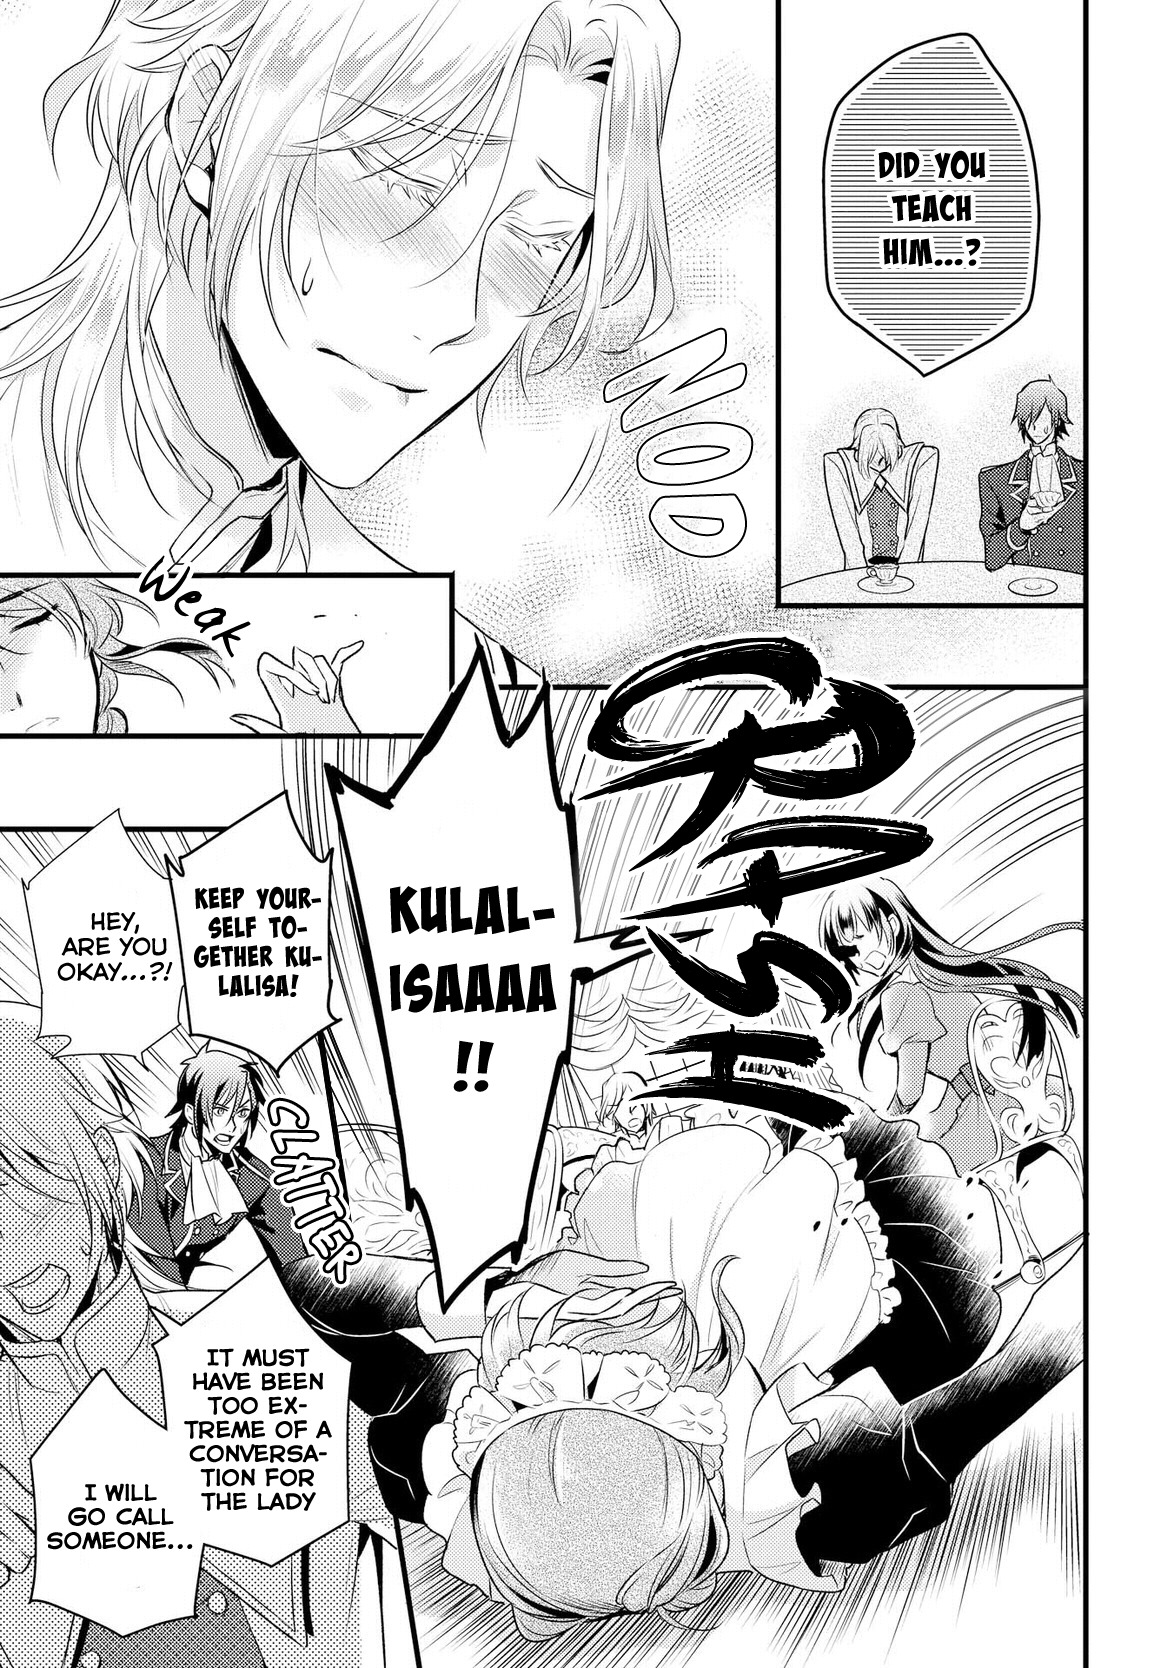 DID YOU
TEACH
HIM...?
NOD
Weak
CRASH
KULAL-
ISAAAA
!!
KEEP YOUR-
SELF TO-
GETHER KU-
LALISA!
HEY,
ARE YOU
OKAY...?!
CLATTER
IT MUST
HAVE BEEN
TOO EX-
TREME OF A
CONVERSA-
TION FOR
THE LADY
I WILL
GO CALL
SOMEONE...